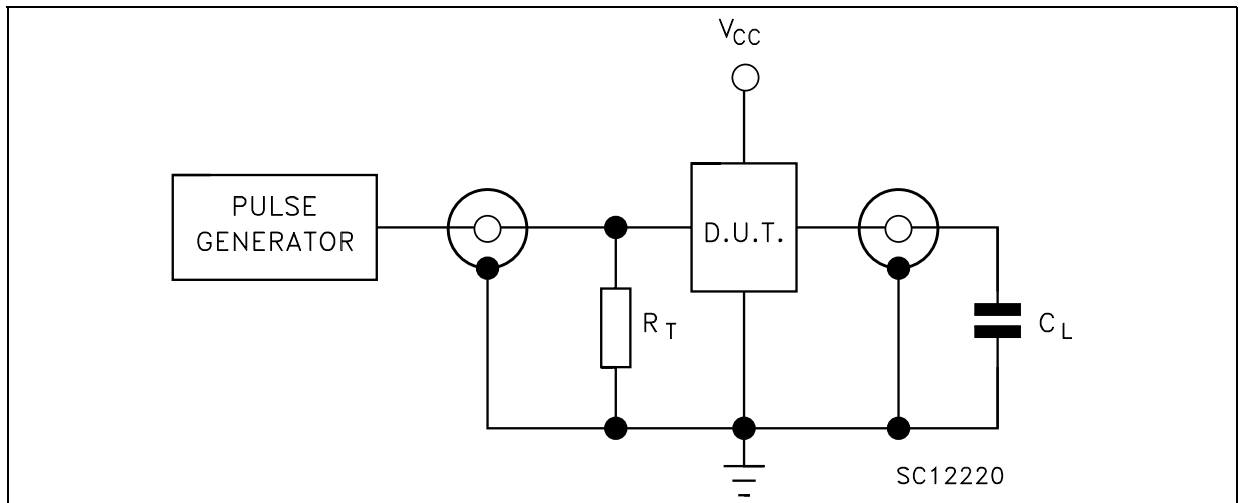 VCC
PULSE
GENERATOR
D.U.T.
RT
CL
SC12220